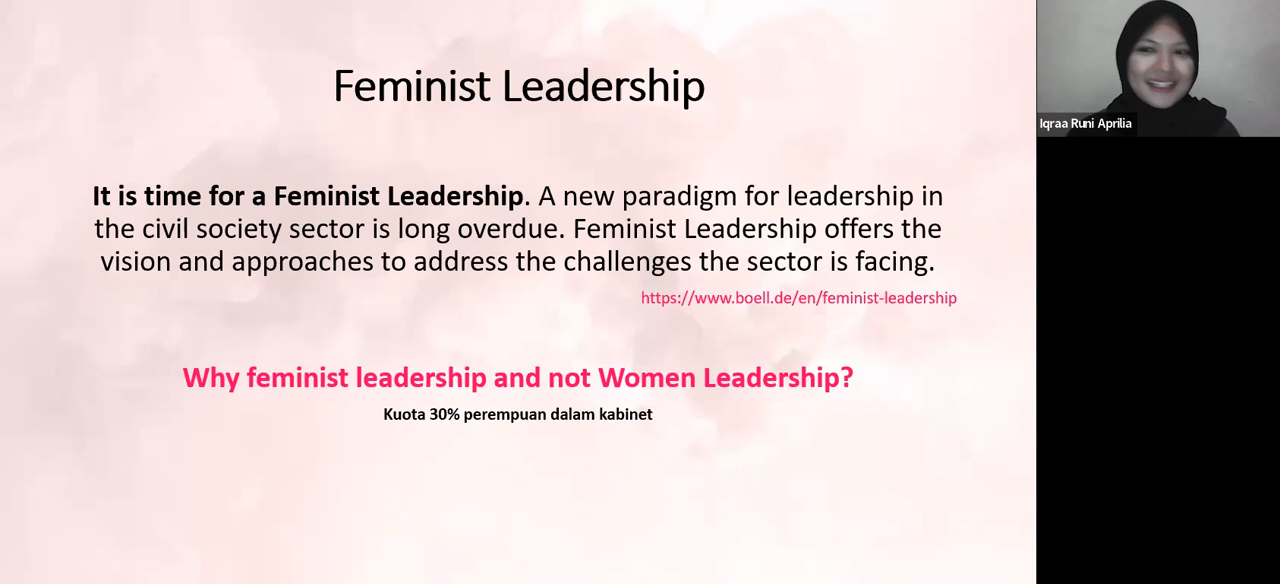 Feminist Leadership
It is time for a Feminist Leadership. A new paradigm for leadership in
the civil society sector is long overdue. Feminist Leadership offers the
vision and approaches to address the challenges the sector is facing.
https://www.boell.de/en/feminist-leadership
Why feminist leadership and not Women Leadership?
Kuota 30% perempuan dalam kabinet
Iqraa Runi Aprilia